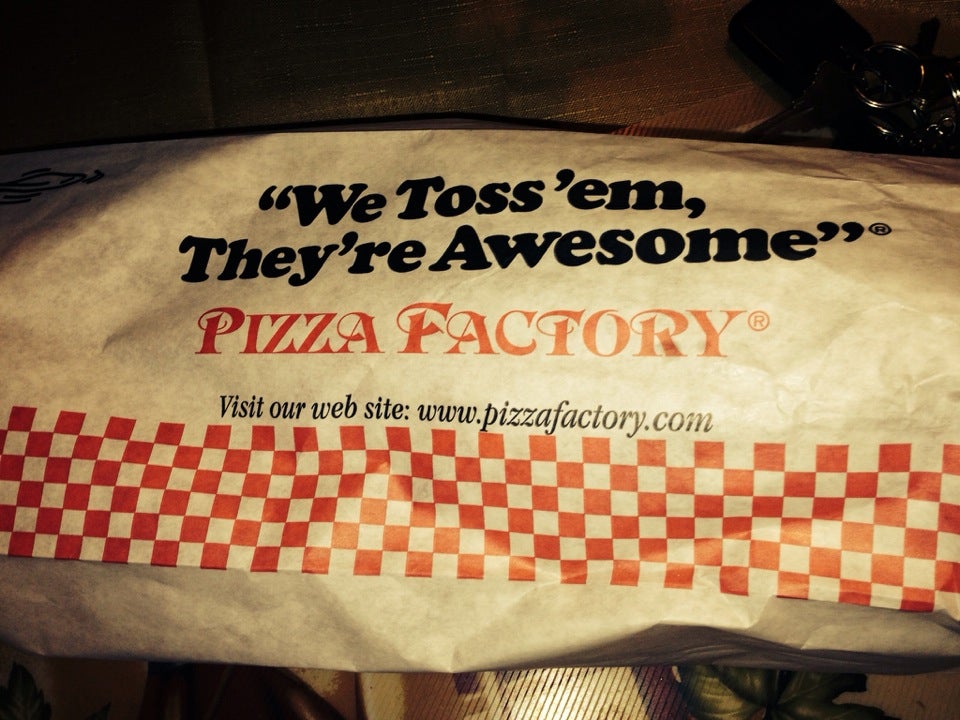 “We Toss ’em,
They’re Awesome”®
PIZZA FACTORY®
Visit our web site: www.pizzafactory.com